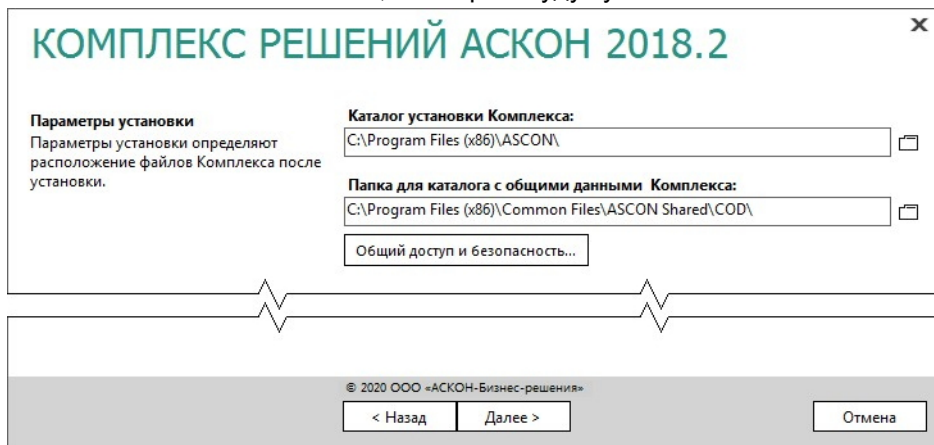 КОМПЛЕКС РЕШЕНИЙ АСКОН 2018.2
Параметры установки
Параметры установки определяют
расположение файлов Комплекса после
установки.
Каталог установки Комплекса:
C:\Program Files (x86)\ASCON\
Папка для каталога с общими данными Комплекса:
C:\Program Files (x86)\Common Files\ASCON Shared\COD\
Общий доступ и безопасность...
© 2020 ООО «АСКОН-Бизнес-решения»
< Назад
Далее >
Отмена